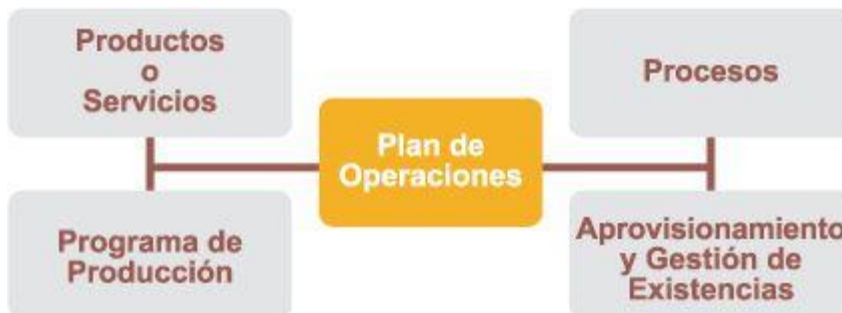 Productos
o
Servicios
Procesos
Plan de
Operaciones
Programa de
Producción
Aprovisionamiento
y Gestión de
Existencias